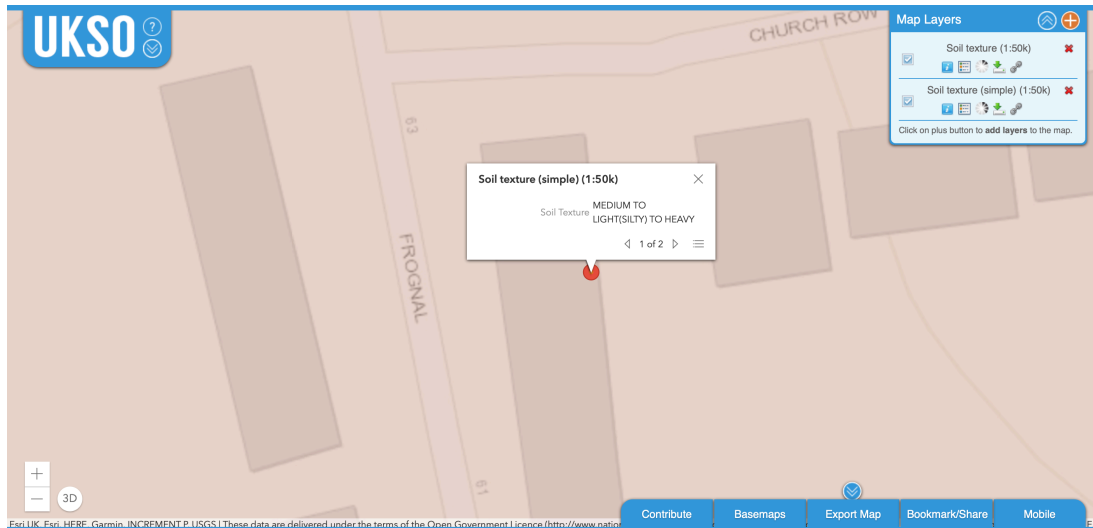 UKSO
?
CHURCH ROW
Map Layers
Soil texture (1:50k)
Soil texture (simple) (1:50k)
Click on plus button to add layers to the map.
63
Soil texture (simple) (1:50k)
Soil Texture
MEDIUM TO
LIGHT(SILTY) TO HEAVY
1 of 2
FROGNAL
61
+
−
3D
Esri UK, Esri, HERE, Garmin, INCREMENT P, USGS | These data are delivered under the terms of the Open Government Licence (http://www.natio
Contribute
Basemaps
Export Map
Bookmark/Share
Mobile